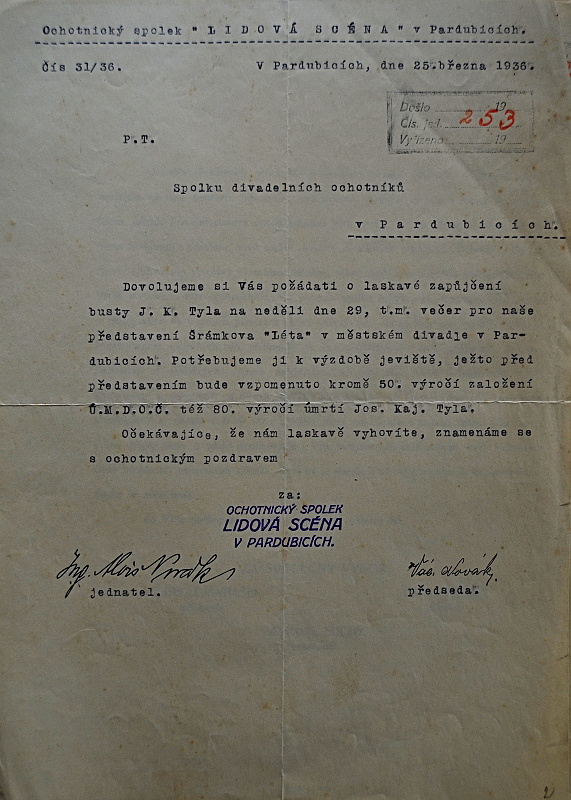 Ochotnický spolek "LIDOVÁ SCÉNA" v Pardubicích.
Čís 31/36. V Pardubicích, dne 25.března 1936.
Došlo 19
Čís. jed. 253
Vyřízeno 19
P.T.
Spolku divadelních ochotníků
v Pardubicích.
Dovolujeme si Vás požádati o laskavé zapůjčení
busty J. K. Tyla na neděli dne 29, t.m. večer pro naše
představení Šrámkova "Léta" v městském divadle v Par-
dubicích. Potřebujeme ji k výzdobě jeviště, ježto před
představením bude vzpomenuto kromě 50. výročí založení
Ú.M.D.O.Č. též 80. výročí úmrtí Jos. Kaj. Tyla.
Očekávajíce, že nám laskavě vyhovíte, znamenáme se
s ochotnickým pozdravem
za:
OCHOTNICKÝ SPOLEK
LIDOVÁ SCÉNA
V PARDUBICÍCH.
Ing. Alois Vác. Novák.
jednatel. předseda.